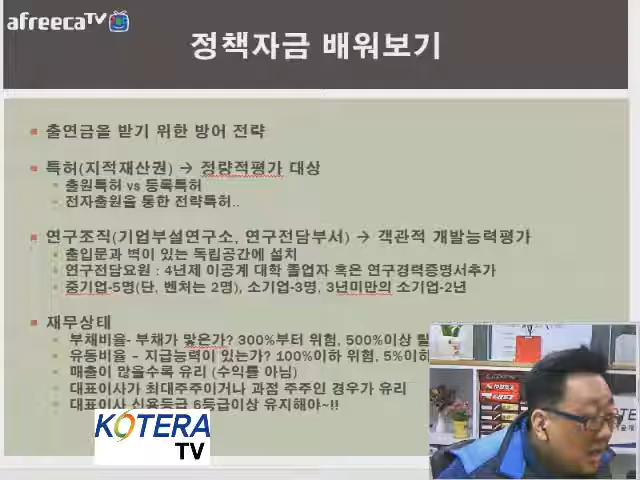 afreecaTV
정책자금 배워보기
출연금을 받기 위한 방어 전략
특허(지적재산권) → 정량적평가 대상
출원특허 vs 등록특허
전자출원을 통한 전략특허..
연구조직(기업부설연구소, 연구전담부서) → 객관적 개발능력평가
출입문과 벽이 있는 독립공간에 설치
연구전담요원 : 4년제 이공계 대학 졸업자 혹은 연구경력증명서추가
중기업-5명(단, 벤처는 2명), 소기업-3명, 3년미만의 소기업-2년
재무상태
부채비율- 부채가 많은가? 300%부터 위험, 500%이상 탈
유동비율 - 지급능력이 있는가? 100%이하 위험, 5%이하
매출이 많을수록 유리 (수익률 아님)
대표이사가 최대주주이거나 과점 주주인 경우가 유리
대표이사 신용등급 6등급이상 유지해야~!!
KOTERA
TV